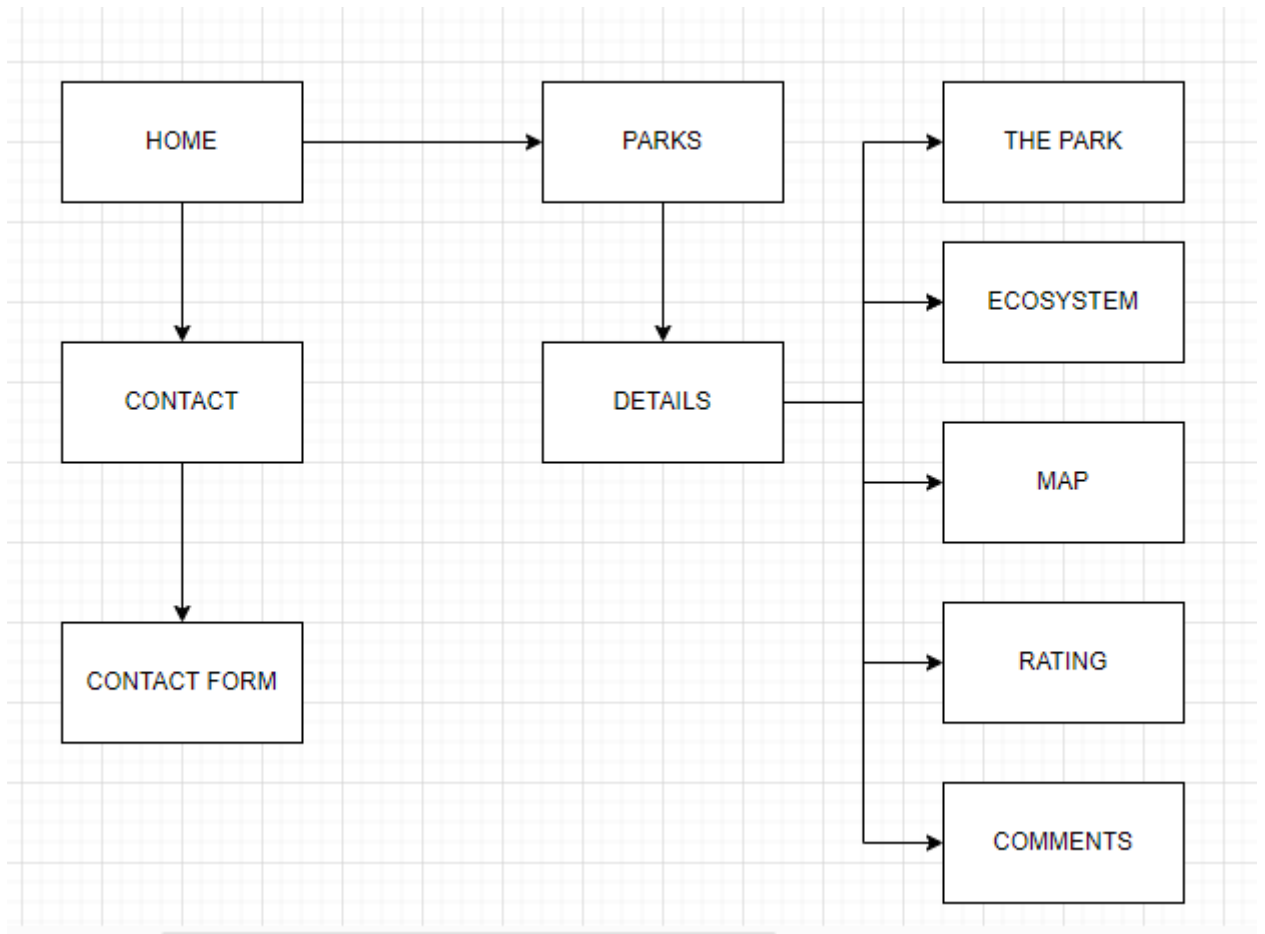 HOME
PARKS
THE PARK
ECOSYSTEM
CONTACT
DETAILS
MAP
CONTACT FORM
RATING
COMMENTS